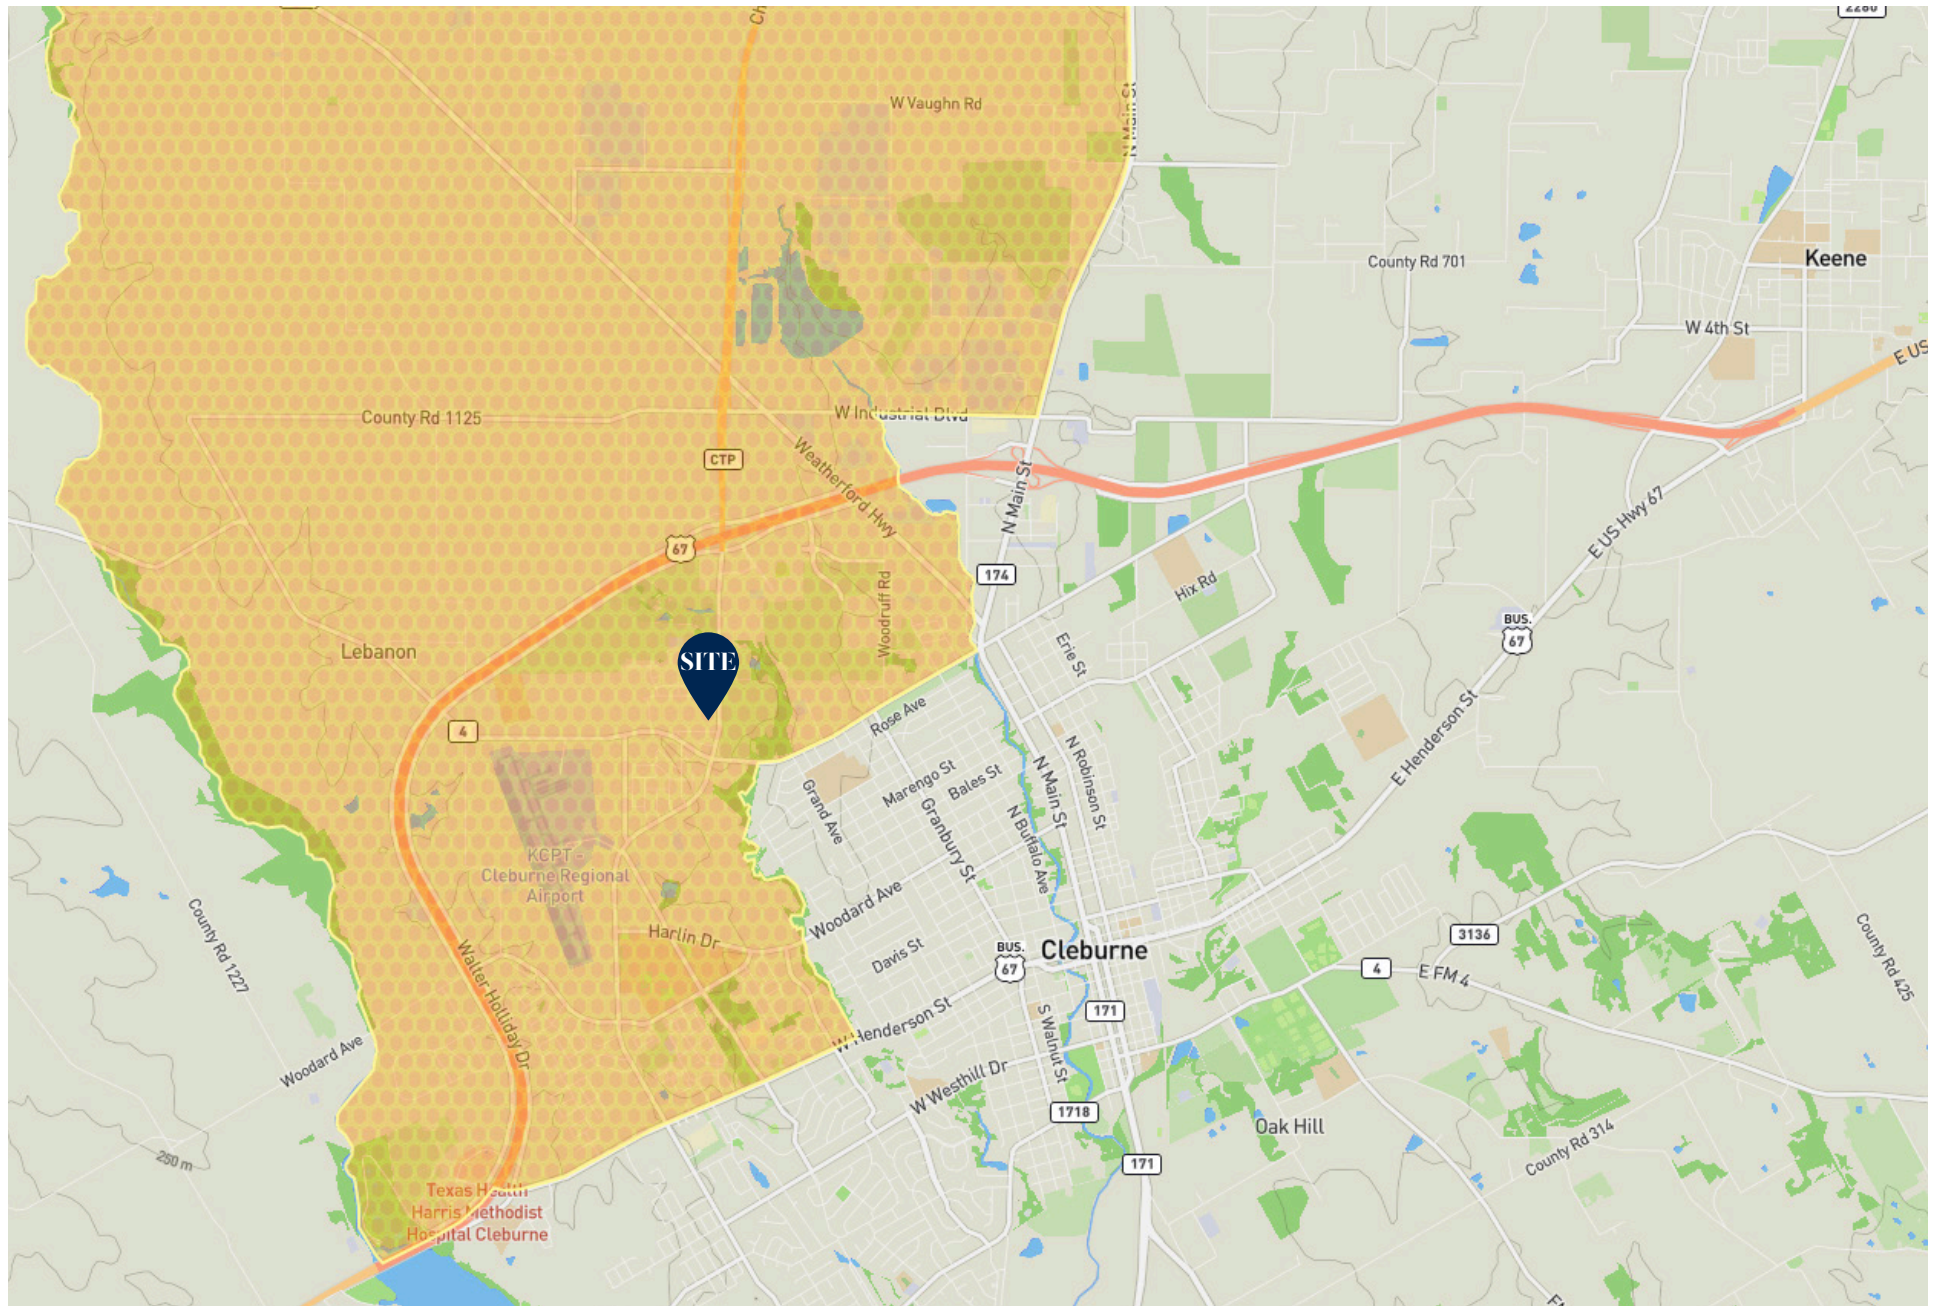 2280
Ch
W Vaughn Rd
N Main St
Keene
County Rd 701
W 4th St
E US
County Rd 1125
W Industrial Blvd
CTP
Weatherford Hwy
N Main St
67
E US Hwy 67
174
Hix Rd
Woodruff Rd
BUS.
67
Erie St
Lebanon
SITE
Rose Ave
4
E Henderson St
N Robinson St
Marengo St
Bales St
N Main St
Grand Ave
Granbury St
N Buffalo Ave
KCPT -
Cleburne Regional
Airport
Woodard Ave
County Rd 1227
Harlin Dr
3136
County Rd 425
Davis St
BUS.
67
Cleburne
4
E FM 4
Walter Holliday Dr
171
W Henderson St
S Walnut St
Woodard Ave
W Westhill Dr
1718
Oak Hill
County Rd 314
250 m
171
Texas Health
Harris Methodist
Hospital Cleburne